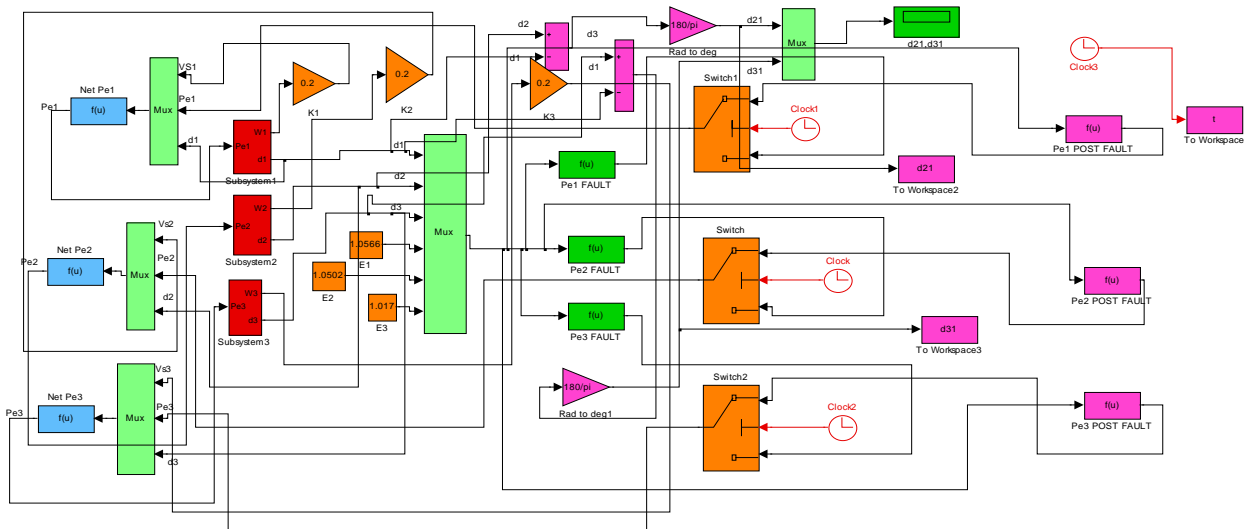 d2
+
−
d1
180/pi
Rad to deg
d21
d31
Mux
d21,d31
Clock3
t
To Workspace
VS1
Net Pe1
f(u)
Pe1
Pe1
Mux
d1
0.2
K1
0.2
K2
0.2
K3
d3
+
d1
−
Switch1
Clock1
f(u)
Pe1 POST FAULT
W1
Pe1
d1
Subsystem1
d1
Mux
d2
d3
f(u)
Pe1 FAULT
d21
To Workspace2
W2
Pe2
d2
Subsystem2
Vs2
Net Pe2
f(u)
Pe2
Pe2
Mux
d2
1.0566
E1
1.0502
E2
1.017
E3
f(u)
Pe2 FAULT
Switch
Clock
f(u)
Pe2 POST FAULT
W3
Pe3
d3
Subsystem3
f(u)
Pe3 FAULT
d31
To Workspace3
Vs3
Net Pe3
f(u)
Pe3
Pe3
Mux
d3
180/pi
Rad to deg1
Switch2
Clock2
f(u)
Pe3 POST FAULT